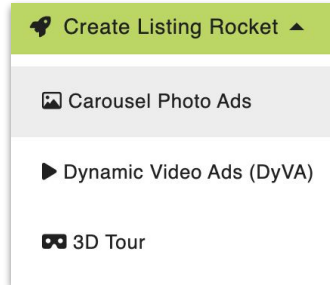 Create Listing Rocket
Carousel Photo Ads
Dynamic Video Ads (DyVA)
3D Tour